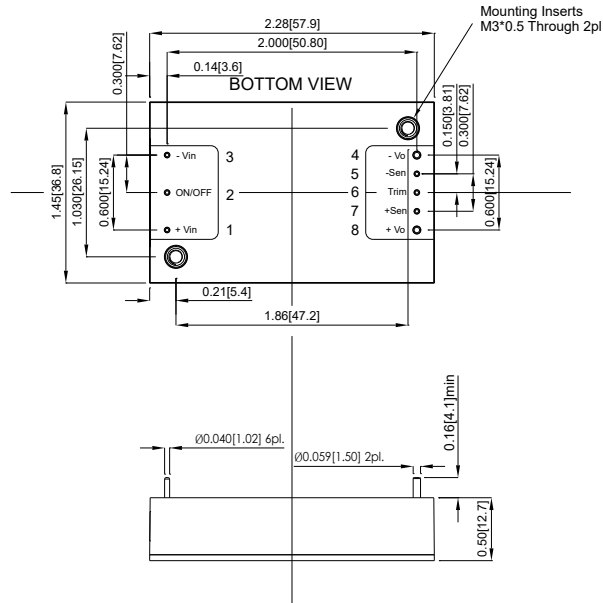 Mounting Inserts
M3*0.5 Through 2pl
2.28[57.9]
2.000[50.80]
0.14[3.6]
BOTTOM VIEW
0.300[7.62]
1.45[36.8]
1.030[26.15]
0.600[15.24]
- Vin 3
ON/OFF 2
+ Vin 1
4 - Vo
5 -Sen
6 Trim
7 +Sen
8 + Vo
0.150[3.81]
0.300[7.62]
0.600[15.24]
0.21[5.4]
1.86[47.2]
Ø0.040[1.02] 6pl.
Ø0.059[1.50] 2pl.
0.16[4.1]min
0.50[12.7]